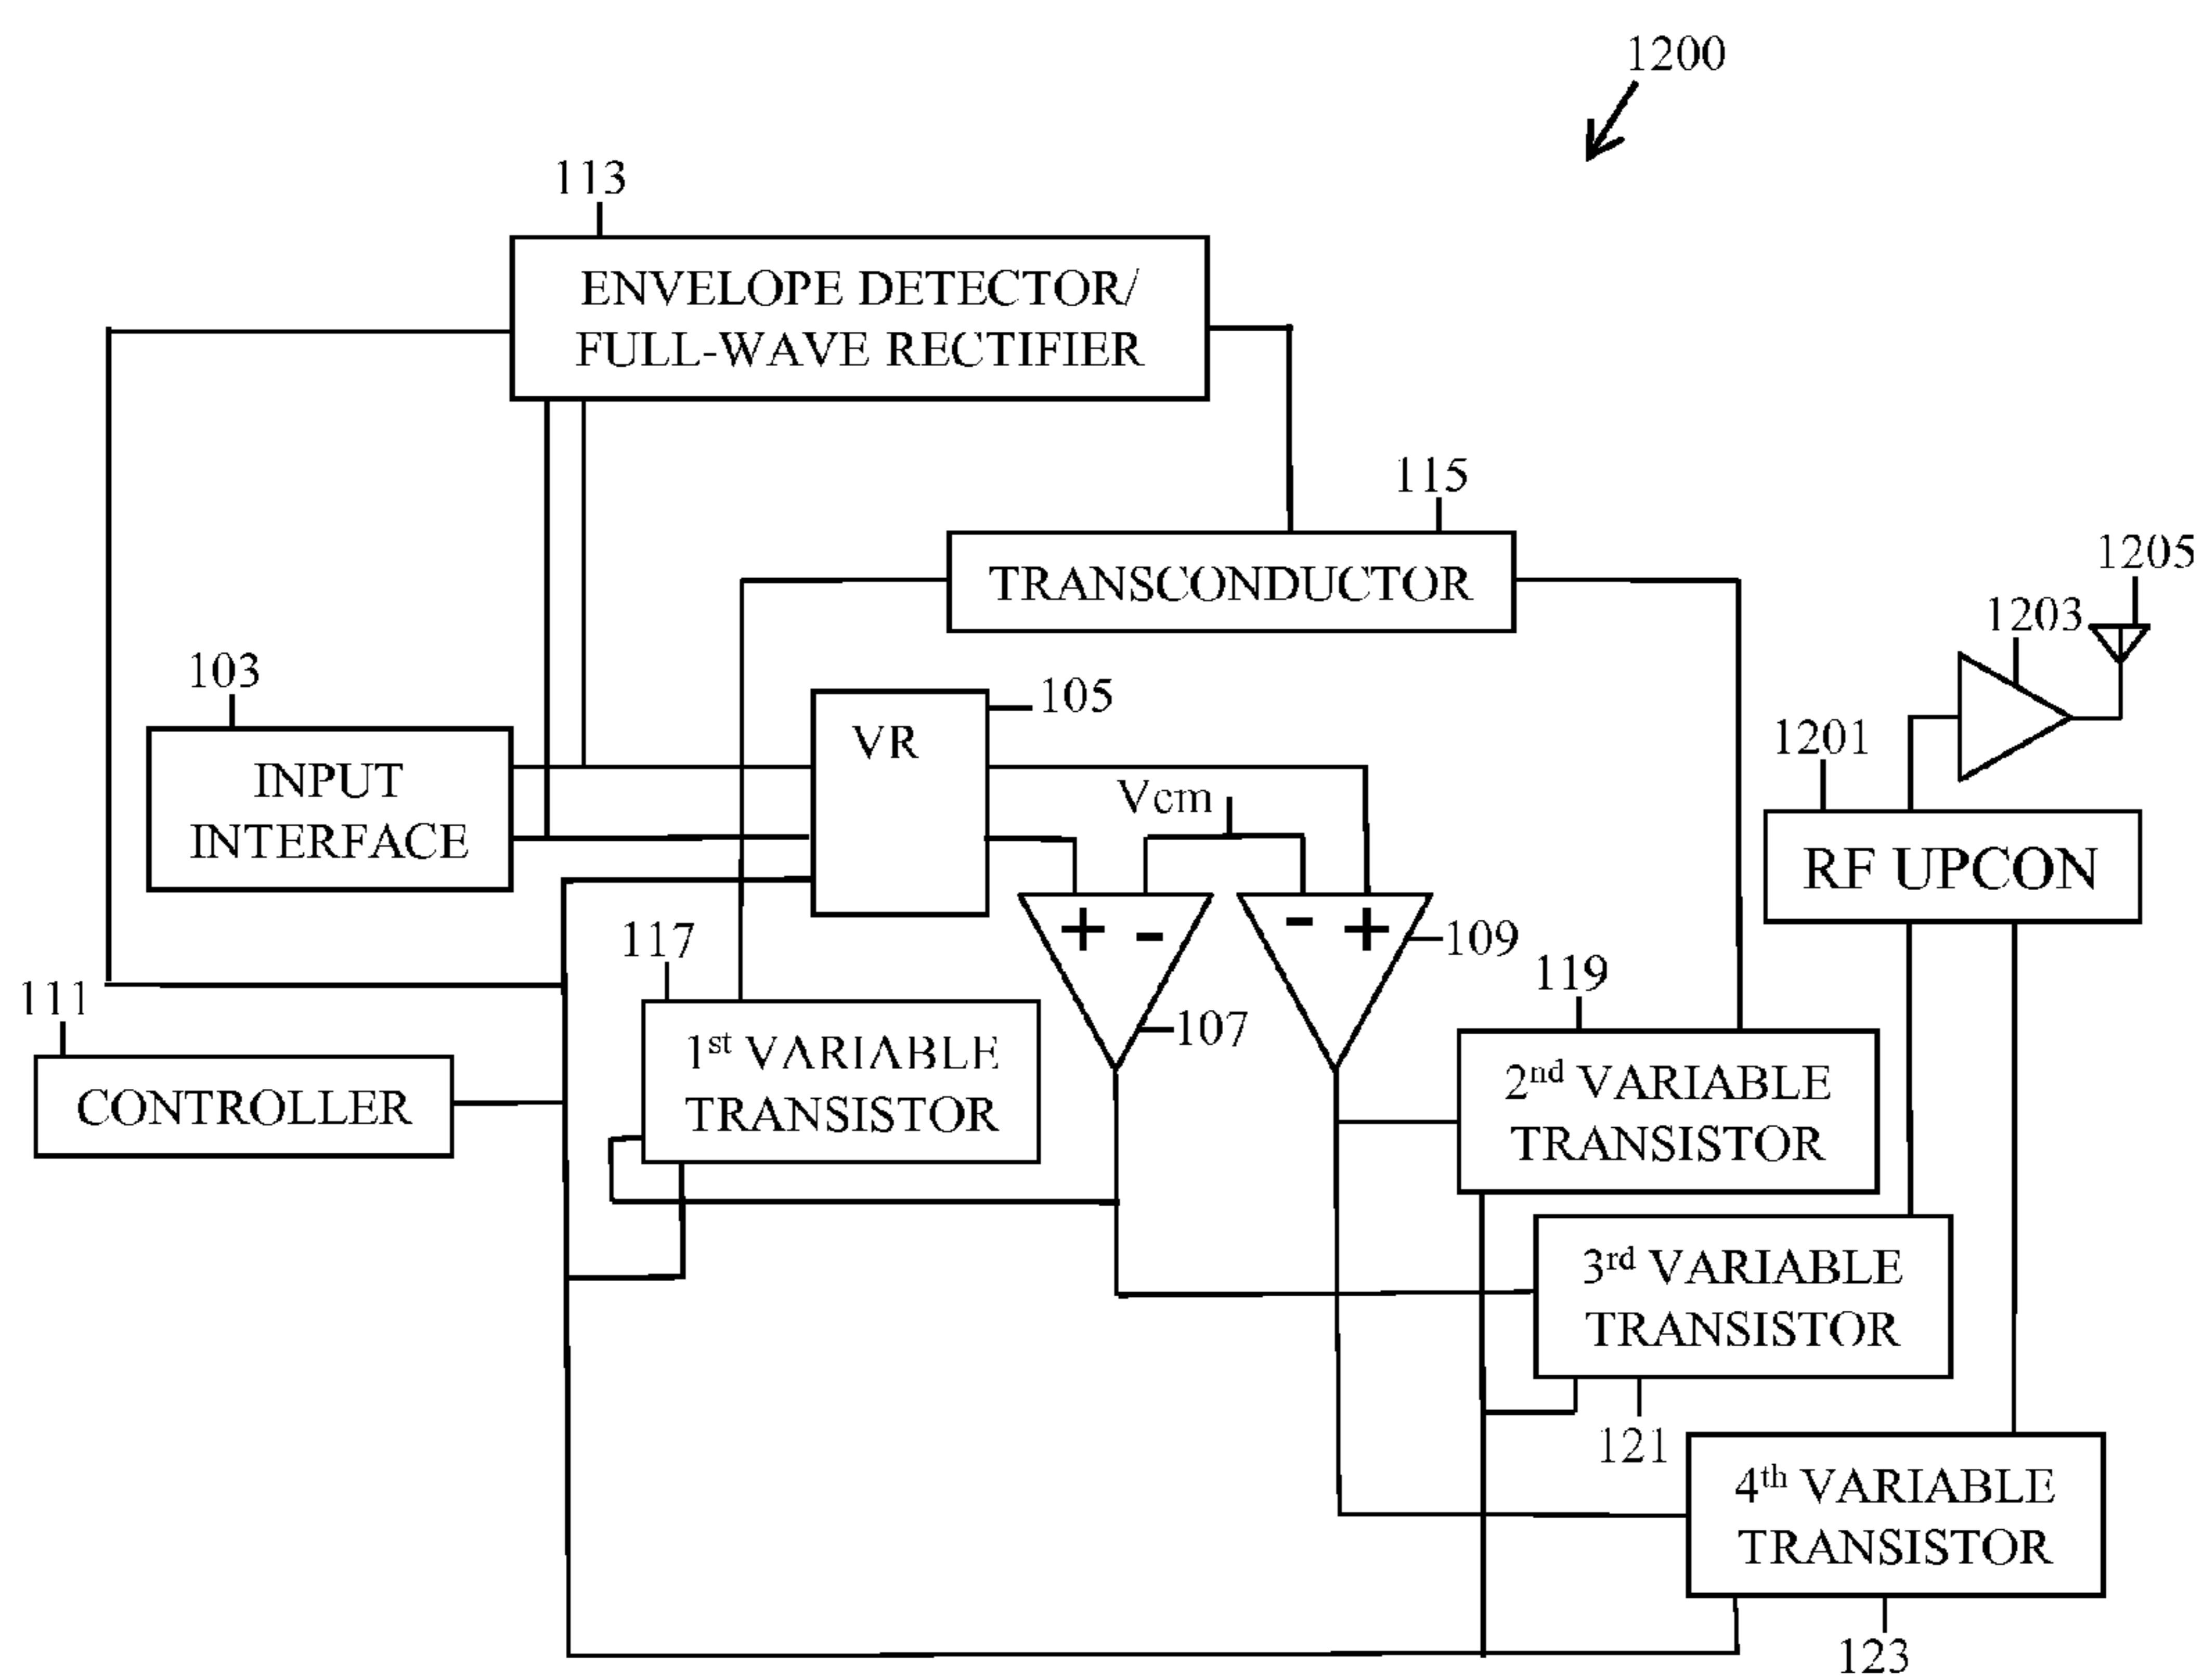 1200
113
ENVELOPE DETECTOR/
FULL-WAVE RECTIFIER
115
TRANSCONDUCTOR
1205
1203
103
INPUT
INTERFACE
105
VR
Vcm
1201
RF UPCON
+ -
- +
109
107
117
1st VARIABLE
TRANSISTOR
111
CONTROLLER
119
2nd VARIABLE
TRANSISTOR
3rd VARIABLE
TRANSISTOR
121
4th VARIABLE
TRANSISTOR
123